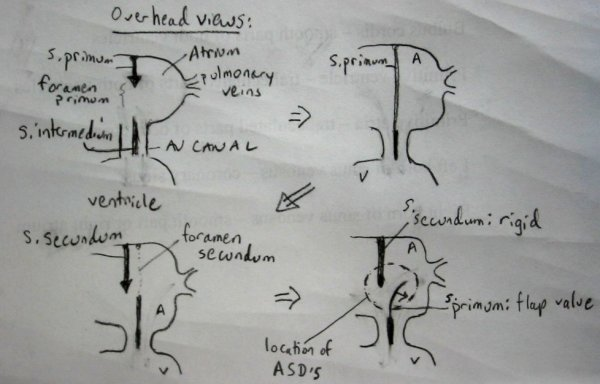 Overhead views:
s. primum
Atrium
foramen
primum
pulmonary
veins
s. intermedium
AV CANAL
ventricle
s. primum
A
V
s. secundum
foramen
secundum
A
V
s.
secundum: rigid
A
s. primum: flap value
location of
ASD's
V